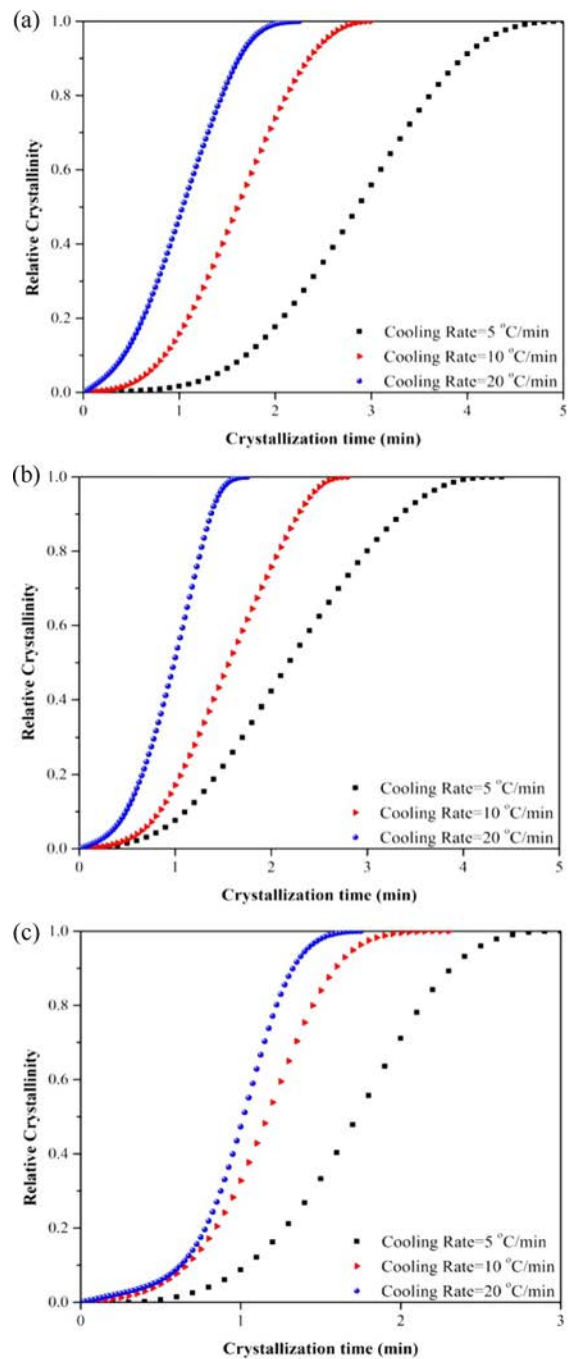 (a)
1.0
0.8
0.6
0.4
0.2
0.0
Relative Crystallinity
Cooling Rate=5 °C/min
Cooling Rate=10 °C/min
Cooling Rate=20 °C/min
0 1 2 3 4 5
Crystallization time (min)
(b)
1.0
0.8
0.6
0.4
0.2
0.0
Relative Crystallinity
Cooling Rate=5 °C/min
Cooling Rate=10 °C/min
Cooling Rate=20 °C/min
0 1 2 3 4 5
Crystallization time (min)
(c)
1.0
0.8
0.6
0.4
0.2
0.0
Relative Crystallinity
Cooling Rate=5 °C/min
Cooling Rate=10 °C/min
Cooling Rate=20 °C/min
0 1 2 3
Crystallization time (min)